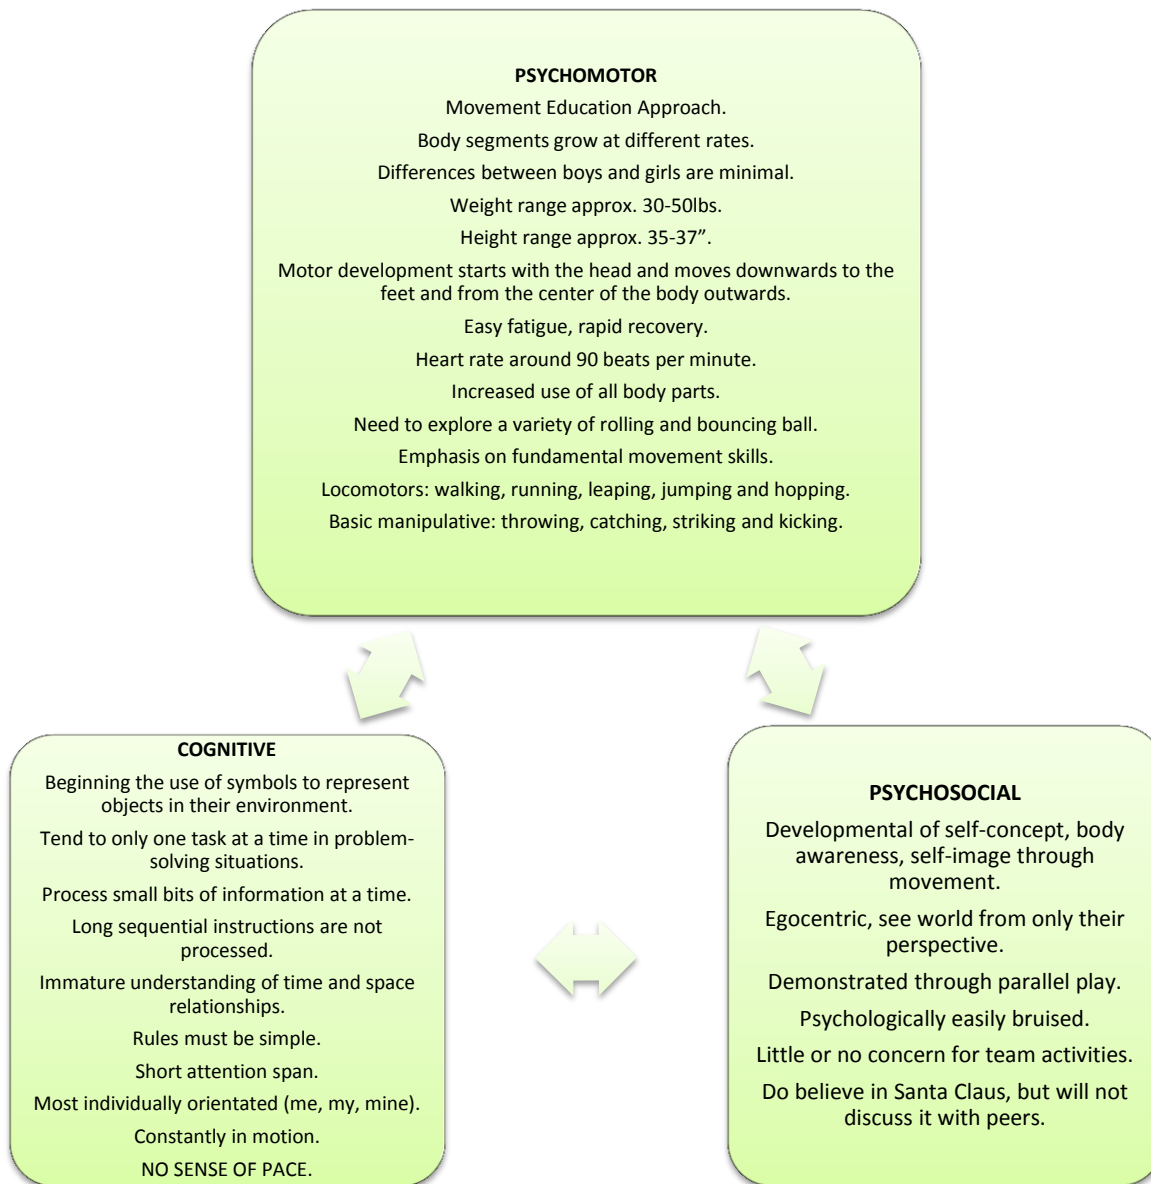 PSYCHOMOTOR
Movement Education Approach.
Body segments grow at different rates.
Differences between boys and girls are minimal.
Weight range approx. 30-50lbs.
Height range approx. 35-37”.
Motor development starts with the head and moves downwards to the
feet and from the center of the body outwards.
Easy fatigue, rapid recovery.
Heart rate around 90 beats per minute.
Increased use of all body parts.
Need to explore a variety of rolling and bouncing ball.
Emphasis on fundamental movement skills.
Locomotors: walking, running, leaping, jumping and hopping.
Basic manipulative: throwing, catching, striking and kicking.
COGNITIVE
Beginning the use of symbols to represent
objects in their environment.
Tend to only one task at a time in problem-
solving situations.
Process small bits of information at a time.
Long sequential instructions are not
processed.
Immature understanding of time and space
relationships.
Rules must be simple.
Short attention span.
Most individually orientated (me, my, mine).
Constantly in motion.
NO SENSE OF PACE.
PSYCHOSOCIAL
Developmental of self-concept, body
awareness, self-image through
movement.
Egocentric, see world from only their
perspective.
Demonstrated through parallel play.
Psychologically easily bruised.
Little or no concern for team activities.
Do believe in Santa Claus, but will not
discuss it with peers.